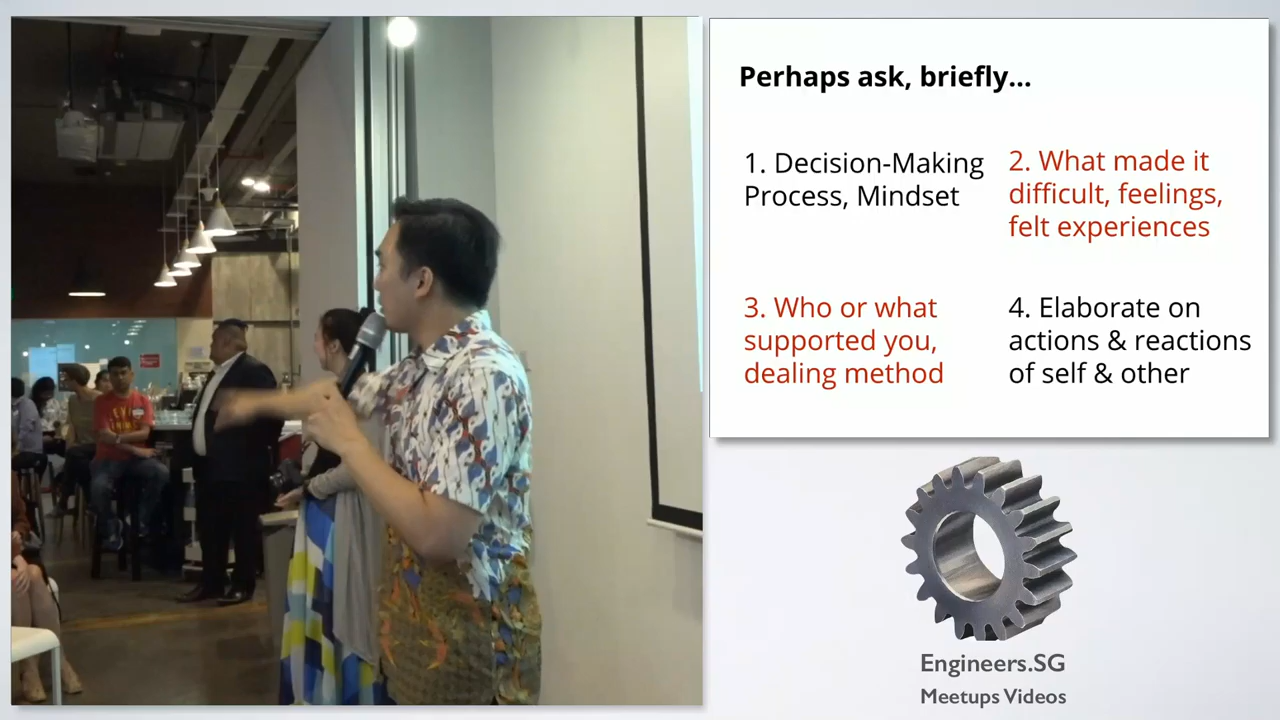 Perhaps ask, briefly...
1. Decision-Making
Process, Mindset
2. What made it
difficult, feelings,
felt experiences
3. Who or what
supported you,
dealing method
4. Elaborate on
actions & reactions
of self & other
Engineers.SG
Meetups Videos